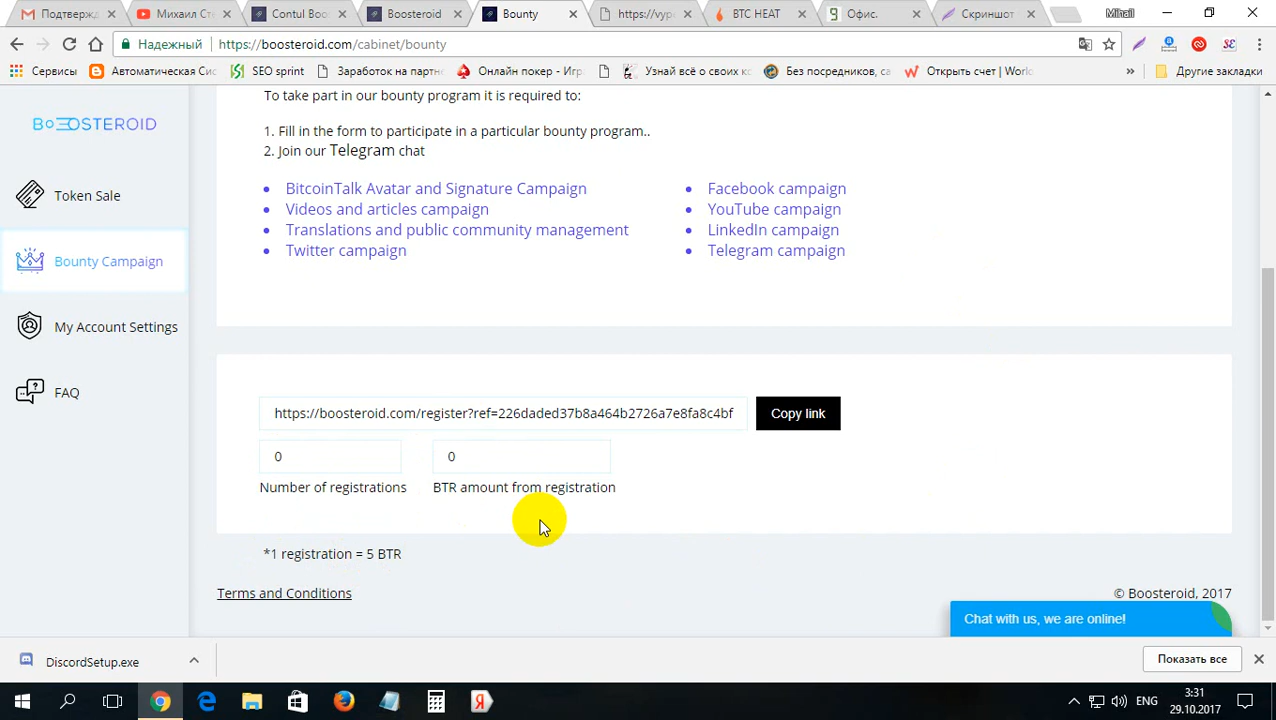 Подтвержд
Михаил Ст
Contul Boo
Boosteroid
Bounty
https://vyp
BTC HEAT
Офис.
Скриншот
Mihail
Надежный
https://boosteroid.com/cabinet/bounty
Сервисы
Автоматическая Сис
SEO sprint
Заработок на партн
Онлайн покер - Игр
Узнай всё о своих кс
Без посредников, са
Открыть счет | Worl
»
Другие закладки
BOOSTEROID
Token Sale
Bounty Campaign
My Account Settings
FAQ
To take part in our bounty program it is required to:
1. Fill in the form to participate in a particular bounty program..
2. Join our Telegram chat
• BitcoinTalk Avatar and Signature Campaign
• Videos and articles campaign
• Translations and public community management
• Twitter campaign
• Facebook campaign
• YouTube campaign
• LinkedIn campaign
• Telegram campaign
https://boosteroid.com/register?ref=226daded37b8a464b2726a7e8fa8c4bf
Copy link
0
0
Number of registrations
BTR amount from registration
*1 registration = 5 BTR
Terms and Conditions
© Boosteroid, 2017
Chat with us, we are online!
DiscordSetup.exe
Показать все
ENG
3:31
29.10.2017